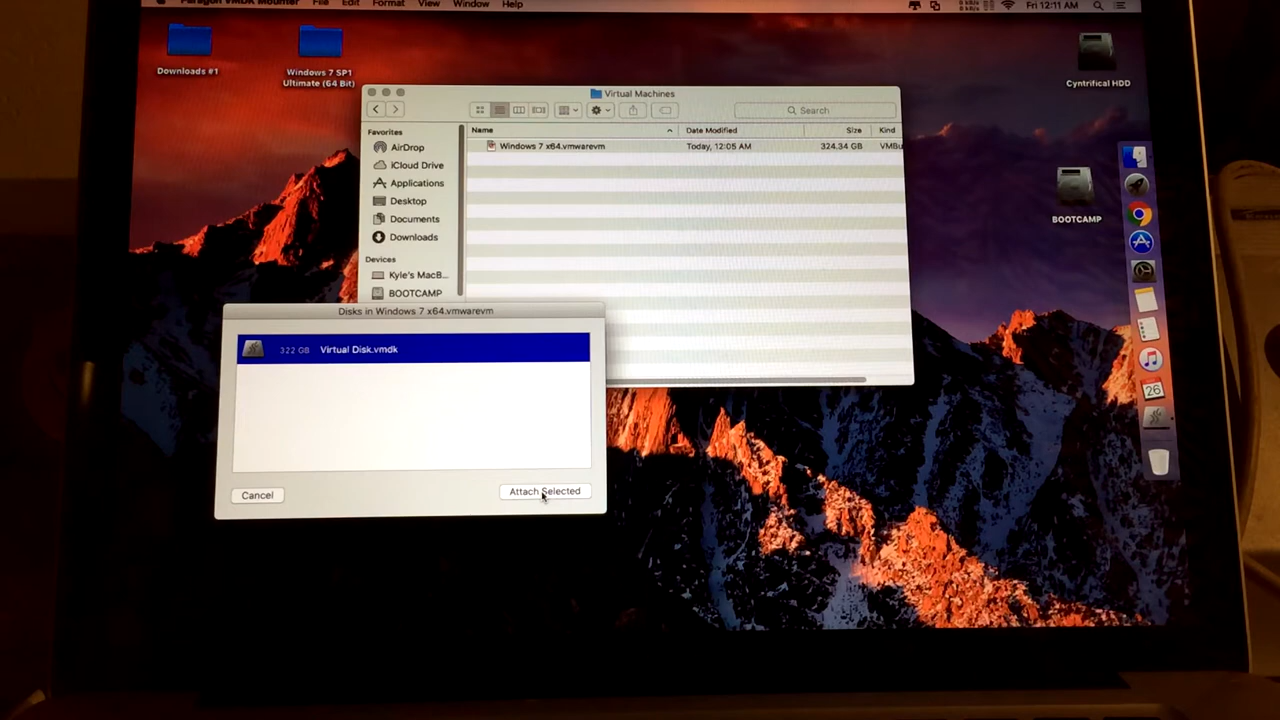 Paragon VMDK Mounter File Edit Format View Window Help
Fri 12:11 AM
Downloads #1
Windows 7 SP1
Ultimate (64 Bit)
Cyntrifical HDD
BOOTCAMP
Virtual Machines
Search
Favorites
AirDrop
iCloud Drive
Applications
Desktop
Documents
Downloads
Devices
Kyle's MacB...
BOOTCAMP
Name Date Modified Size Kind
Windows 7 x64.vmwarevm Today, 12:05 AM 324.34 GB VMBu
Disks in Windows 7 x64.vmwarevm
322 GB Virtual Disk.vmdk
Cancel
Attach Selected
26